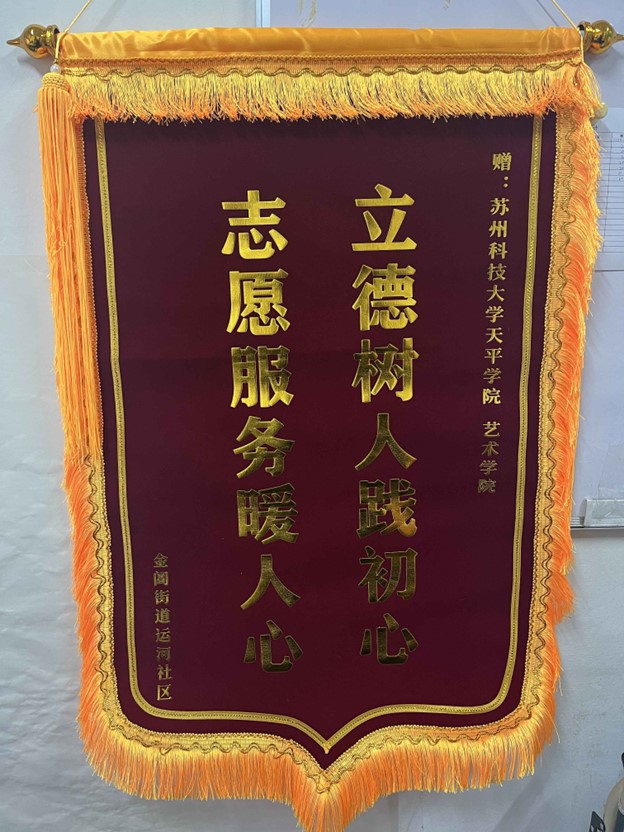 赠：苏州科技大学天平学院 艺术学院
立德树人践初心
志愿服务暖人心
金阊街道运河社区